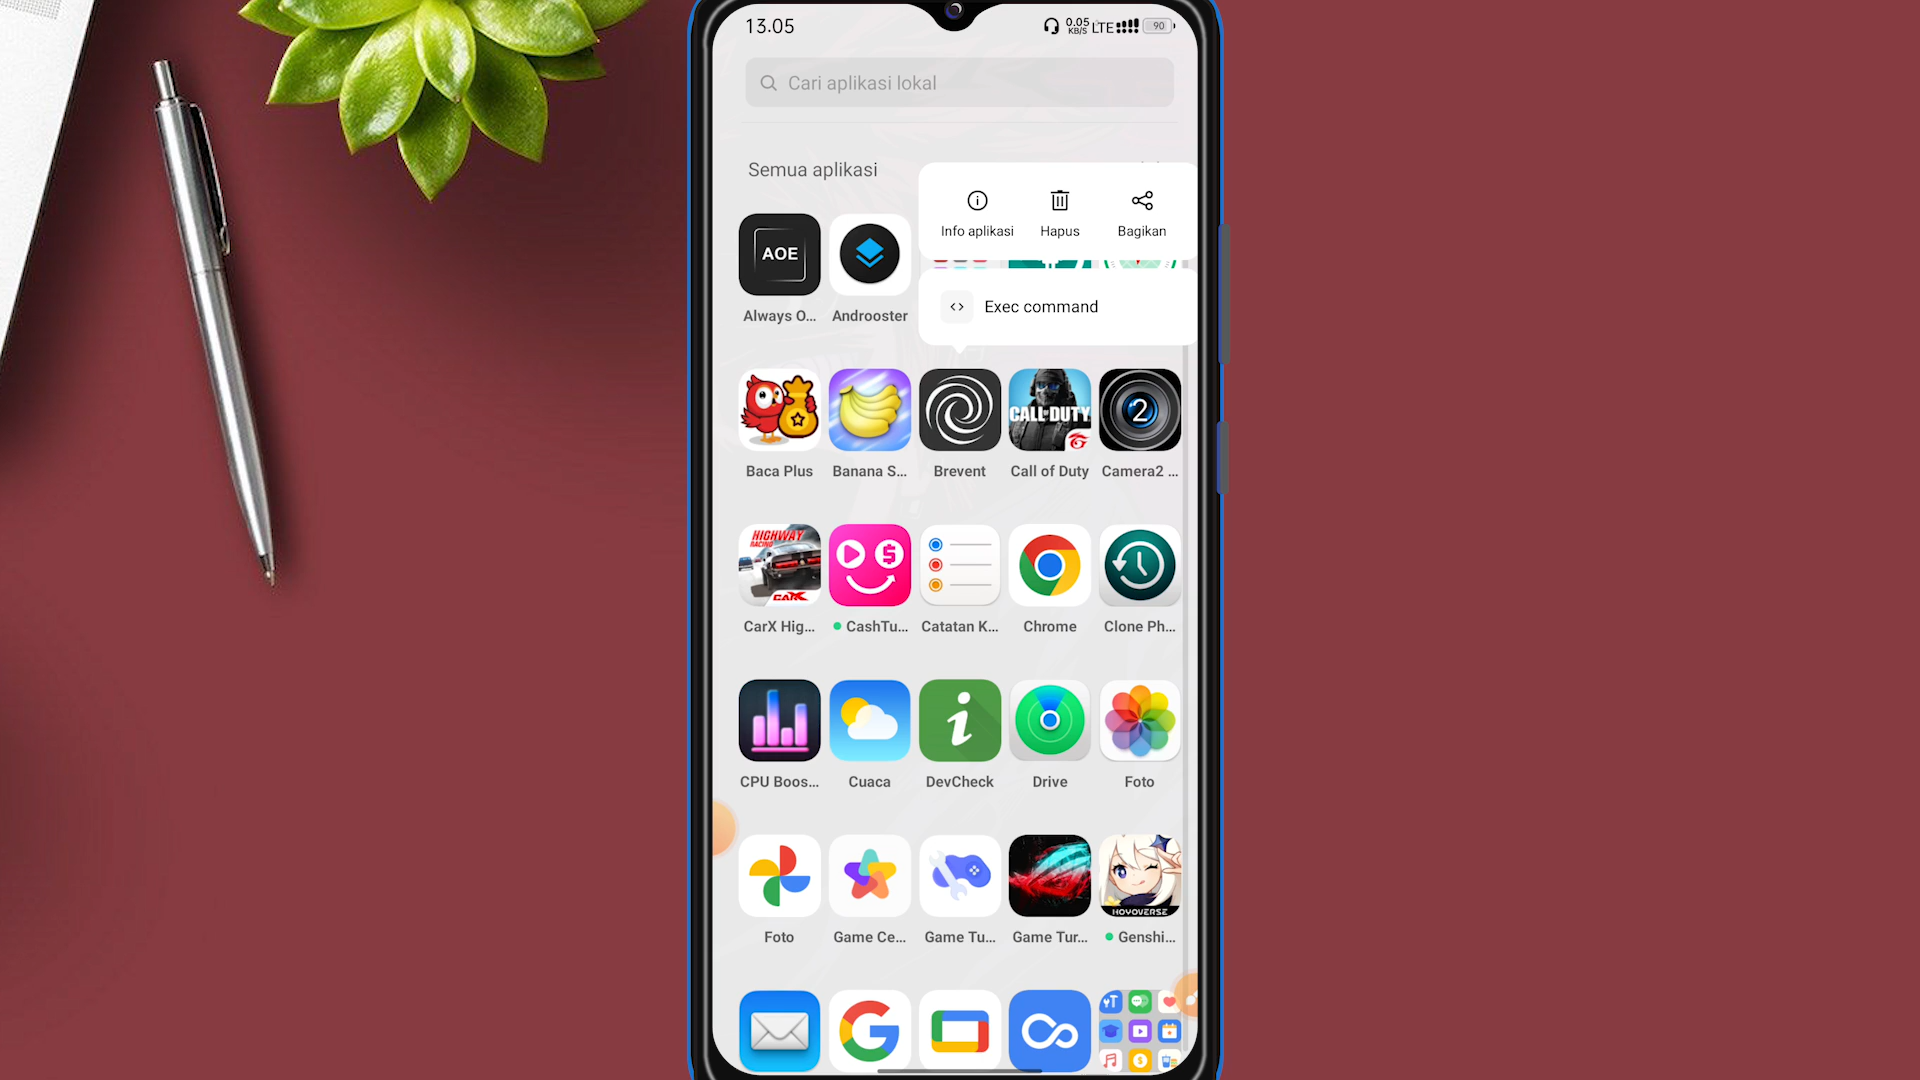 13.05
0.05
KB/S
LTE
90
Cari aplikasi lokal
Semua aplikasi
Info aplikasi
Hapus
Bagikan
Exec command
AOE
Always O...
Androoster
CALL OF DUTY
2
Baca Plus
Banana S...
Brevent
Call of Duty
Camera2 ...
HIGHWAY
RACING
CARX
CarX Hig...
CashTu...
Catatan K...
Chrome
Clone Ph...
CPU Boos...
Cuaca
DevCheck
Drive
Foto
HOYOVERSE
Foto
Game Ce...
Game Tu...
Game Tur...
Genshi...